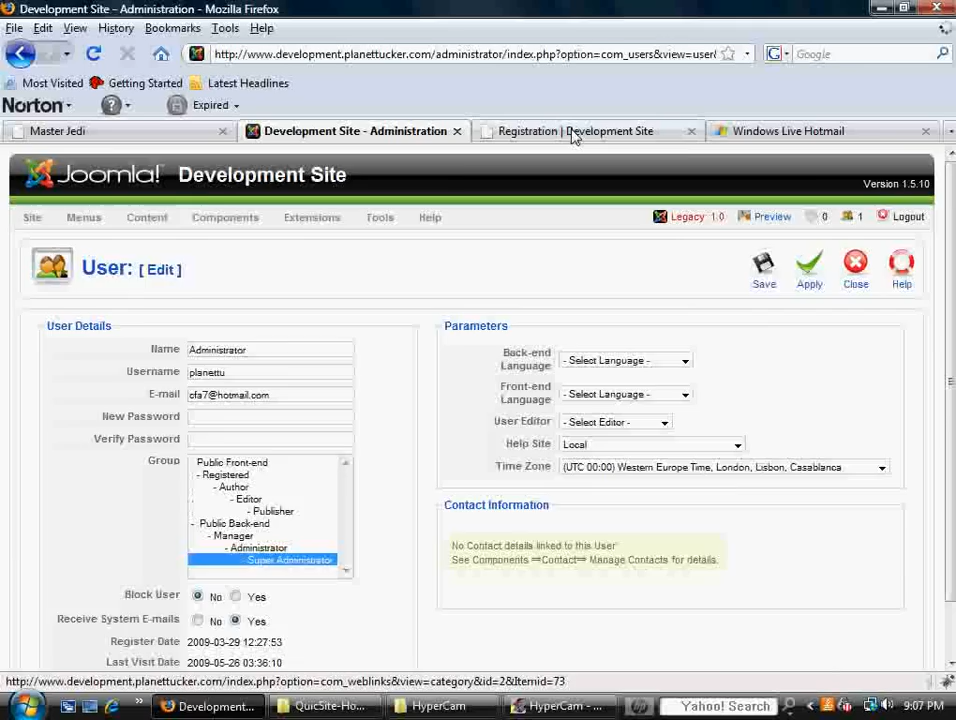 Development Site - Administration - Mozilla Firefox
File Edit View History Bookmarks Tools Help
http://www.development.planettucker.com/administrator/index.php?option=com_users&view=user&
Google
Most Visited Getting Started Latest Headlines
Norton Expired
Master Jedi
Development Site - Administration
Registration | Development Site
Windows Live Hotmail
Joomla! Development Site
Version 1.5.10
Site Menus Content Components Extensions Tools Help
Legacy 1.0 Preview 0 1 Logout
User: [ Edit ]
Save Apply Close Help
User Details
Name Administrator
Username planettu
E-mail cfa7@hotmail.com
New Password
Verify Password
Group
Public Front-end
- Registered
- Author
- Editor
- Publisher
- Public Back-end
- Manager
- Administrator
Super Administrator
Block User No Yes
Receive System E-mails No Yes
Register Date 2009-03-29 12:27:53
Last Visit Date 2009-05-26 03:36:10
Parameters
Back-end Language - Select Language -
Front-end Language - Select Language -
User Editor - Select Editor -
Help Site Local
Time Zone (UTC 00:00) Western Europe Time, London, Lisbon, Casablanca
Contact Information
No Contact details linked to this User'
See Components ==>Contact==> Manage Contacts for details.
http://www.development.planettucker.com/index.php?option=com_weblinks&view=category&id=2&Itemid=73
Development... QuicSite-Ho... HyperCam HyperCam - ... Yahoo! Search 9:07 PM